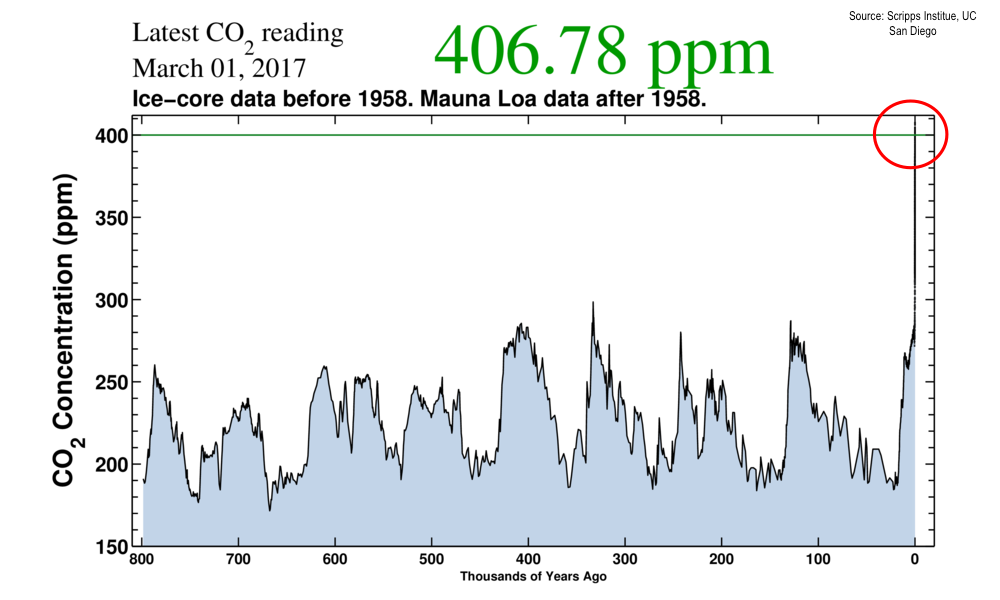 Source: Scripps Institue, UC
San Diego
Latest CO2 reading
March 01, 2017
406.78 ppm
Ice-core data before 1958. Mauna Loa data after 1958.
CO2 Concentration (ppm)
400
350
300
250
200
150
800 700 600 500 400 300 200 100 0
Thousands of Years Ago